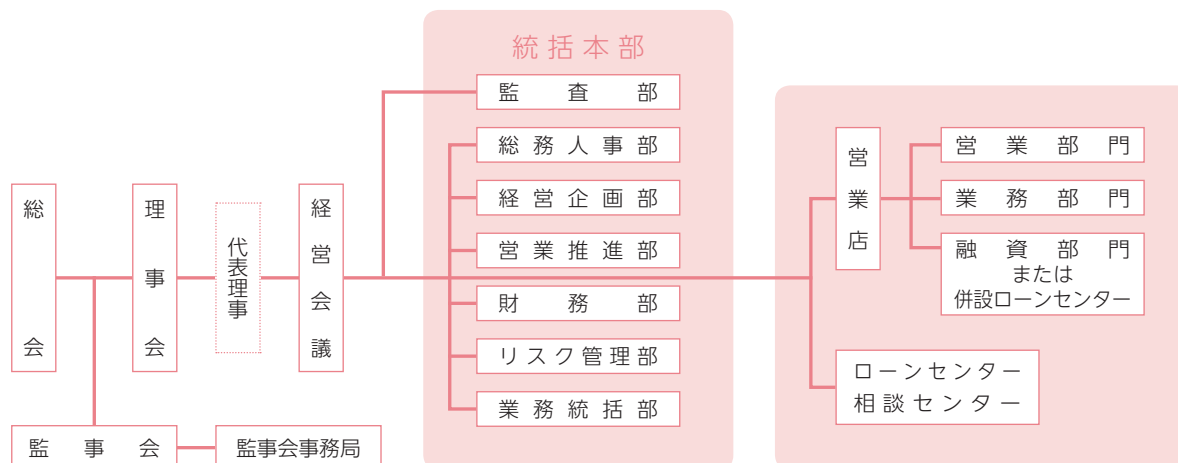 総会
理事会
代表理事
経営会議
監事会
監事会事務局
統括本部
監査部
総務人事部
経営企画部
営業推進部
財務部
リスク管理部
業務統括部
営業店
営業部門
業務部門
融資部門
または
併設ローンセンター
ローンセンター
相談センター